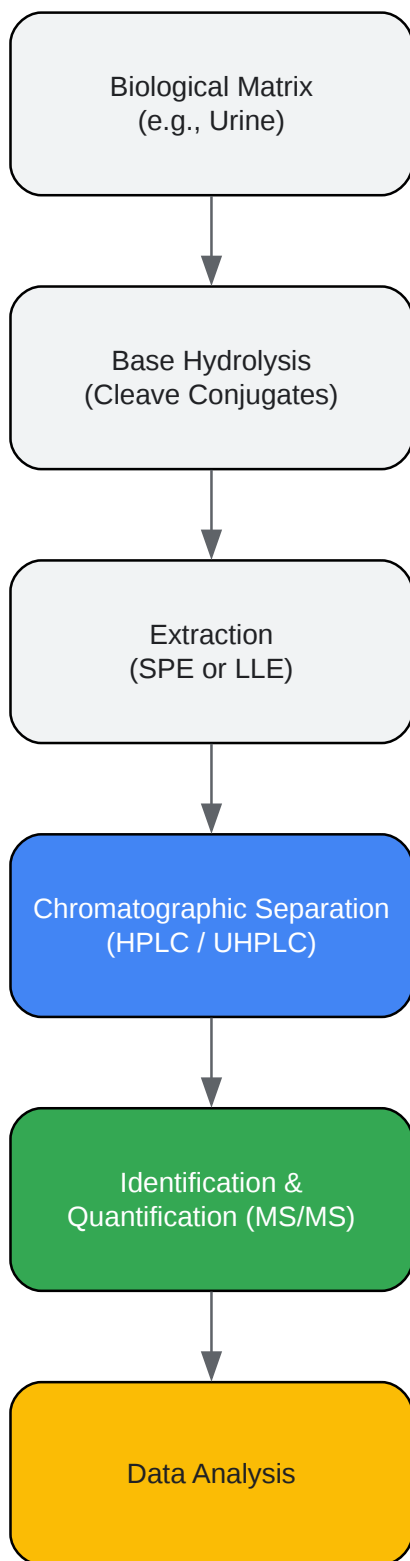 Biological Matrix
(e.g., Urine)
Base Hydrolysis
(Cleave Conjugates)
Extraction
(SPE or LLE)
Chromatographic Separation
(HPLC / UHPLC)
Identification &
Quantification (MS/MS)
Data Analysis